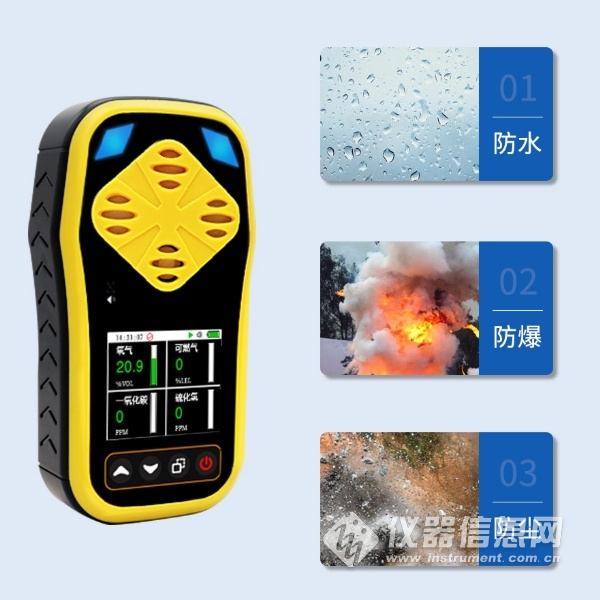 14:31:07
氧气
20.9
%VOL
可燃气
0
%LEL
一氧化碳
0
PPM
硫化氢
0
PPM
01
防水
02
防爆
03
防尘
仪器信息网
www.instrument.com.cn